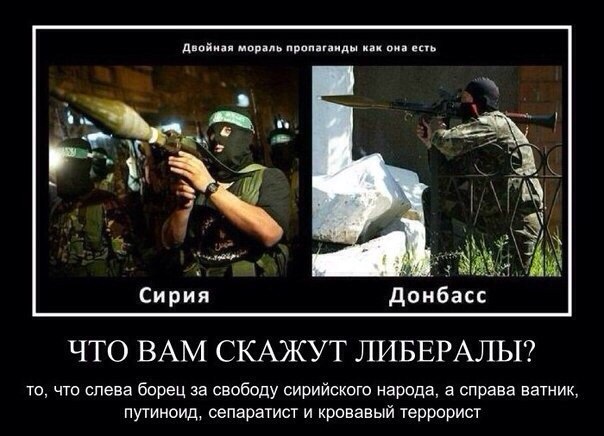 Двойная мораль пропаганды как она есть
Сирия
Донбасс
ЧТО ВАМ СКАЖУТ ЛИБЕРАЛЫ?
то, что слева борец за свободу сирийского народа, а справа ватник,
путиноид, сепаратист и кровавый террорист